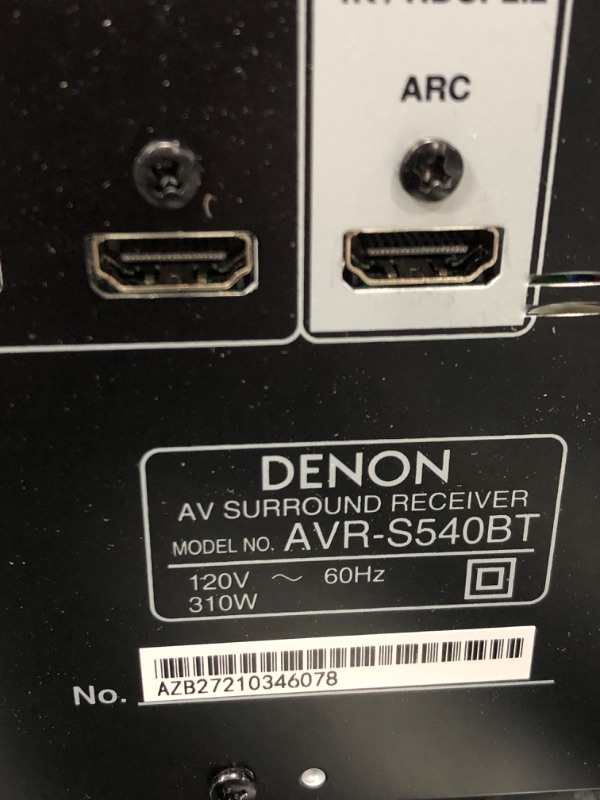 ARC
DENON
AV SURROUND RECEIVER
MODEL NO. AVR-S540BT
120V ～ 60Hz
310W
No. AZB27210346078